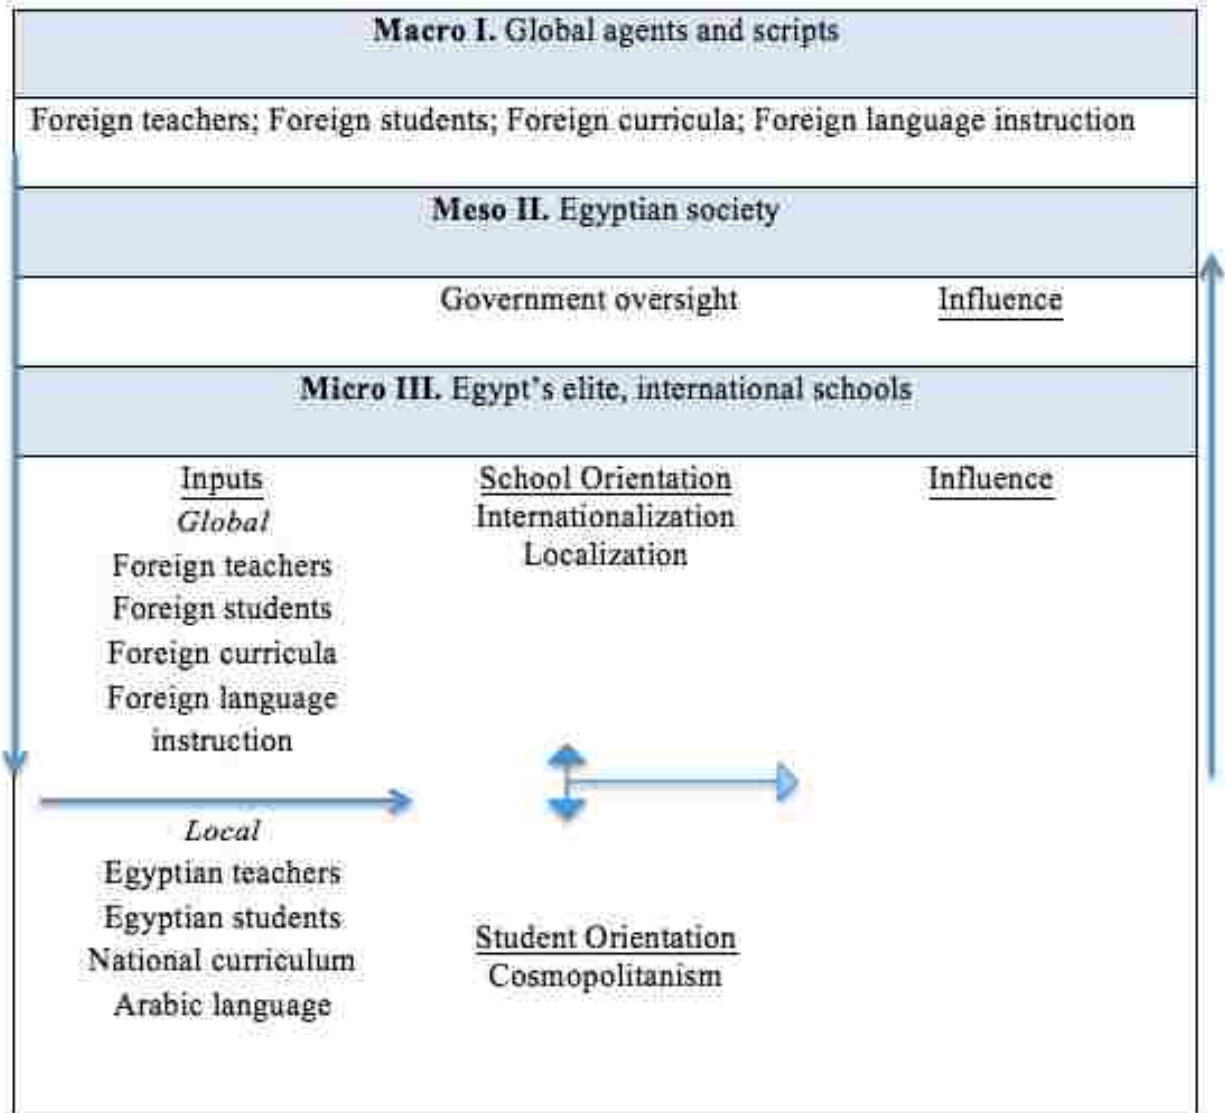 Macro I. Global agents and scripts
Foreign teachers; Foreign students; Foreign curricula; Foreign language instruction
Meso II. Egyptian society
Government oversight
Influence
Micro III. Egypt's elite, international schools
Inputs
Global
Foreign teachers
Foreign students
Foreign curricula
Foreign language
instruction
Local
Egyptian teachers
Egyptian students
National curriculum
Arabic language
School Orientation
Internationalization
Localization
Student Orientation
Cosmopolitanism
Influence